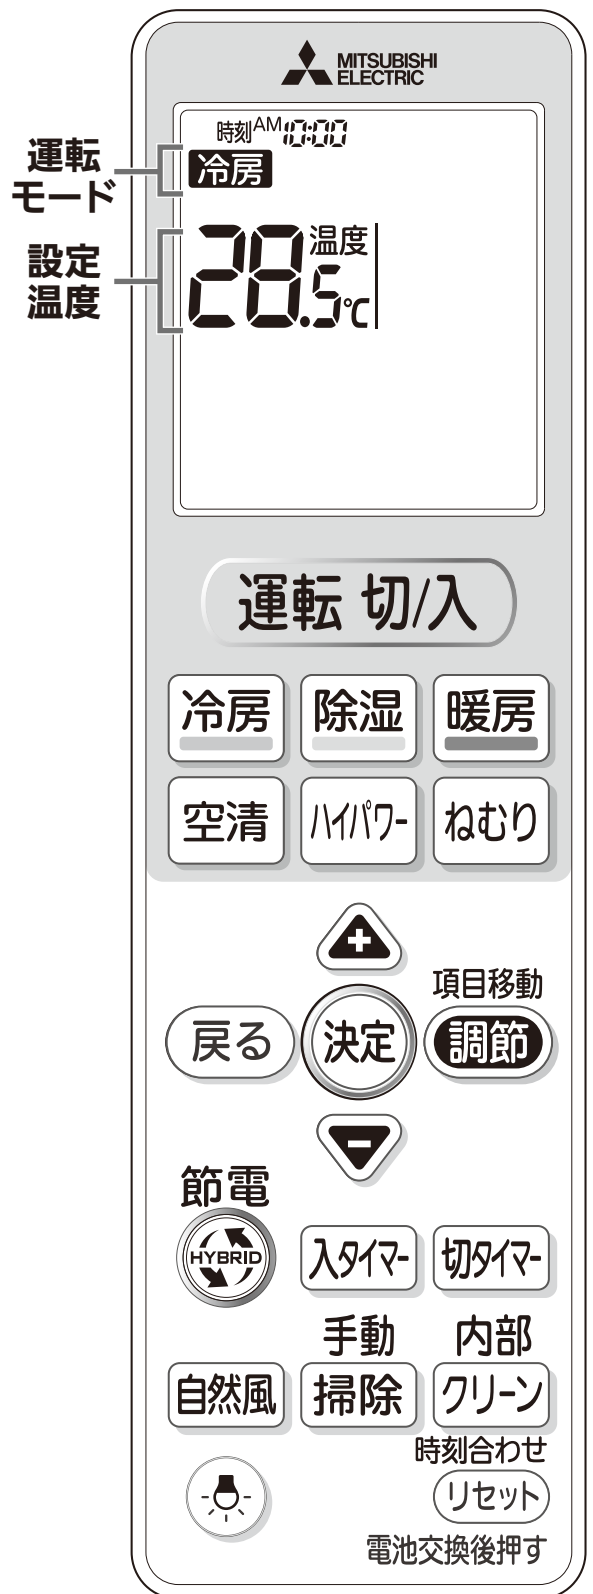 MITSUBISHI
ELECTRIC
時刻AM10:00
運転
モード
冷房
設定
温度
温度
28.5℃
運転 切/入
冷房 除湿 暖房
空清 ハイパワー ねむり
+
項目移動
戻る 決定 調節
-
節電
HYBRID 入タイマー 切タイマー
手動 内部
自然風 掃除 クリーン
時刻合わせ
リセット
電池交換後押す